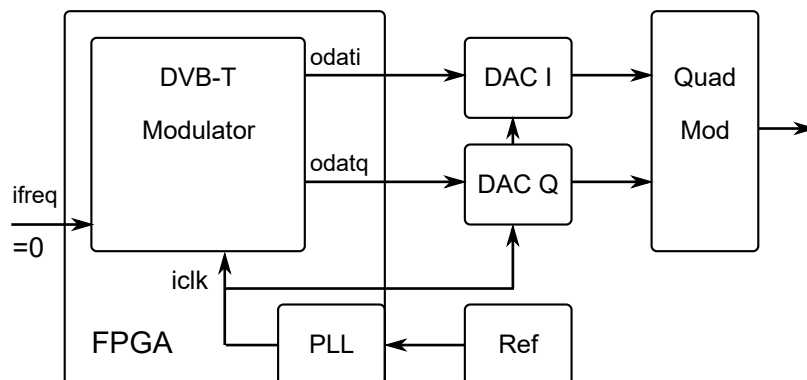 odati
DVB-T
Modulator
DAC I
Quad
Mod
odatq
DAC Q
ifreq
=0
iclk
FPGA
PLL
Ref